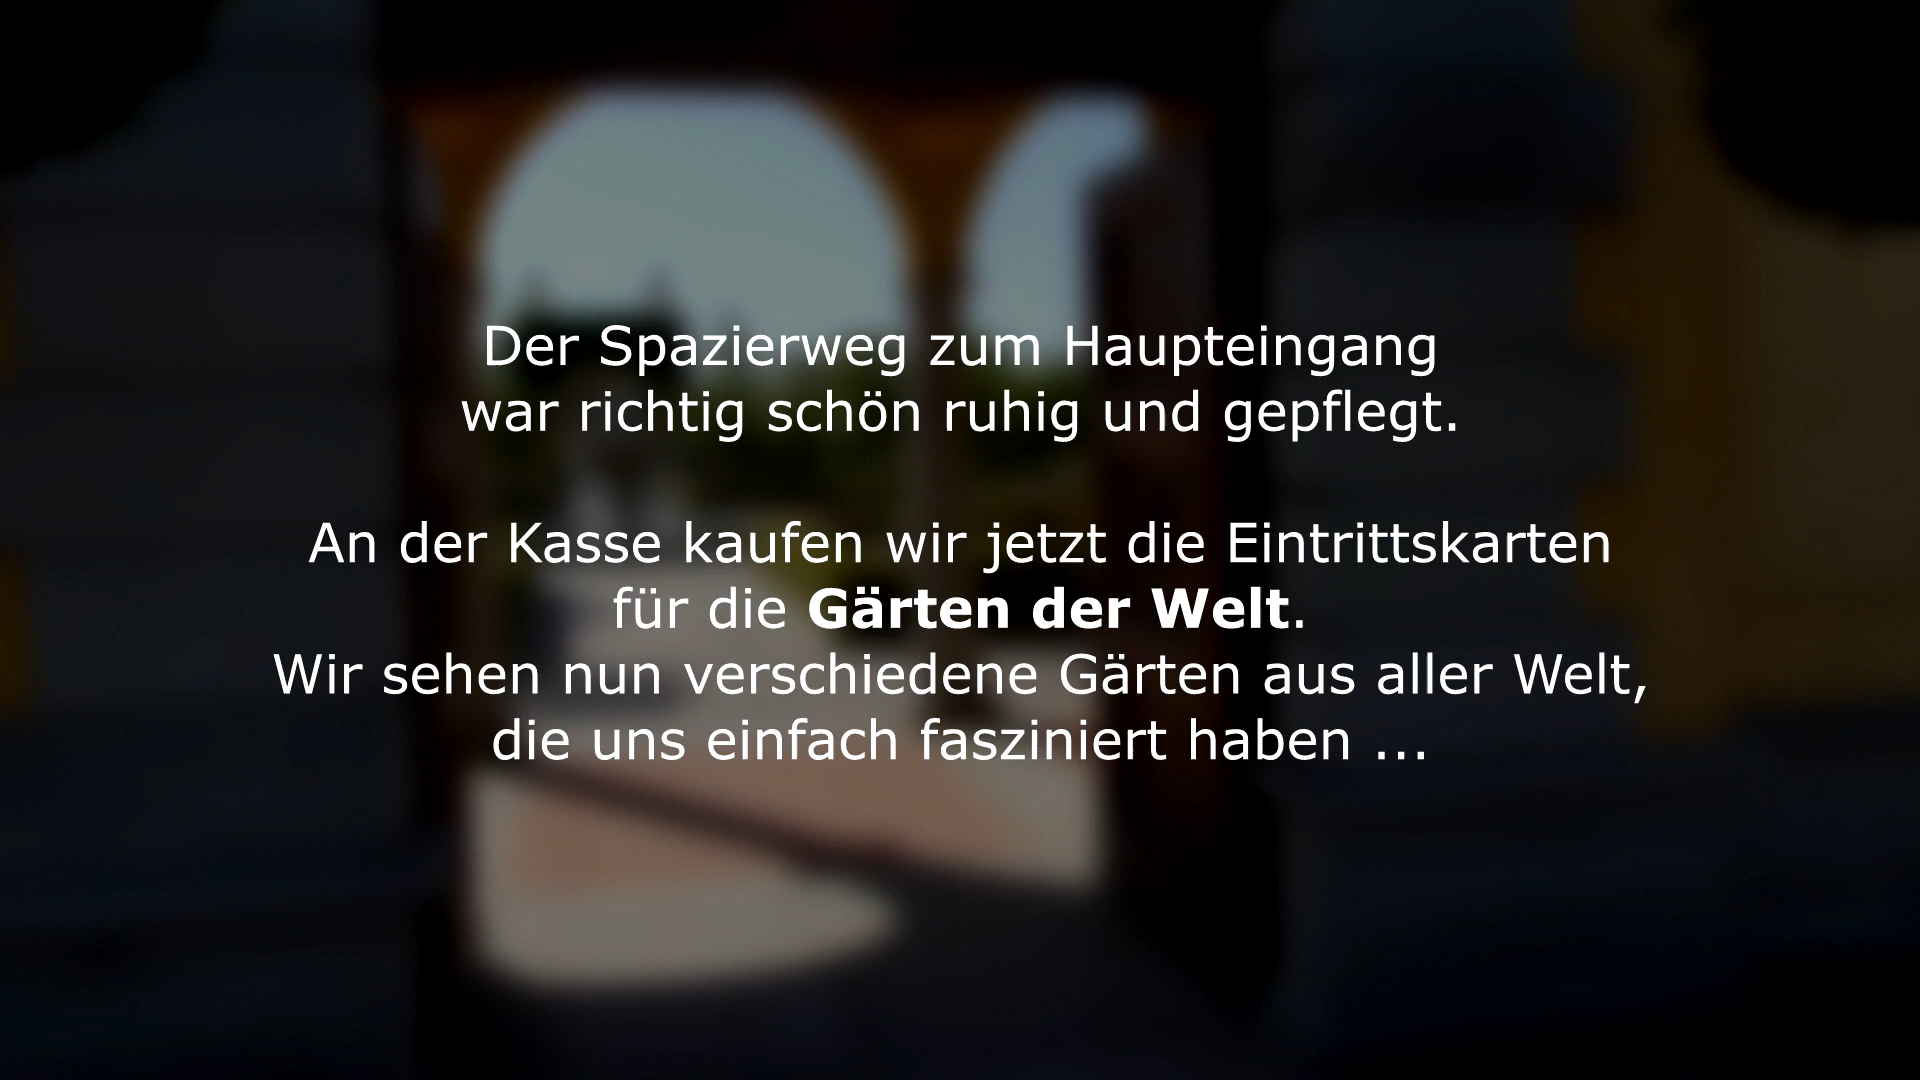 Der Spazierweg zum Haupteingang
war richtig schön ruhig und gepflegt.
An der Kasse kaufen wir jetzt die Eintrittskarten
für die Gärten der Welt.
Wir sehen nun verschiedene Gärten aus aller Welt,
die uns einfach fasziniert haben ...